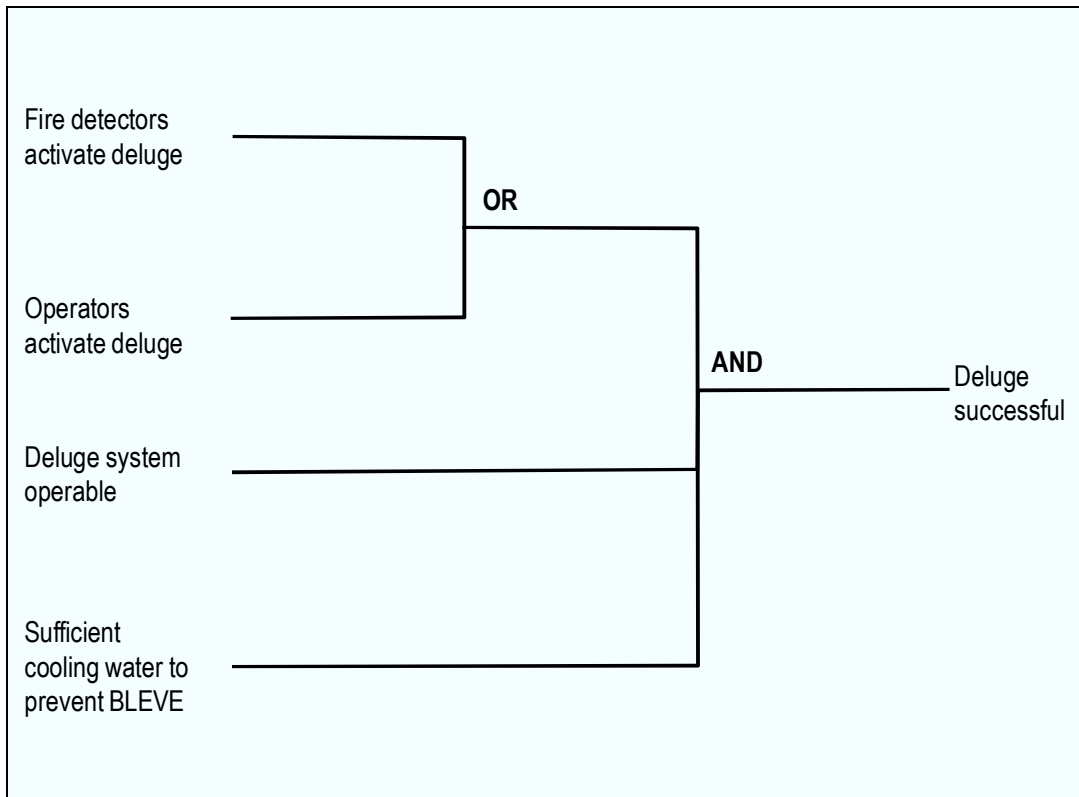 Fire detectors
activate deluge
OR
Operators
activate deluge
AND
Deluge
successful
Deluge system
operable
Sufficient
cooling water to
prevent BLEVE